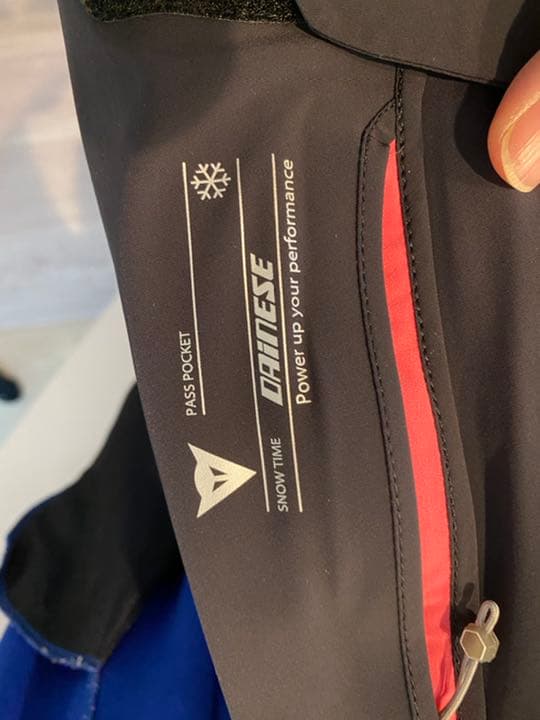 PASS POCKET
SNOW TIME DAiNESE
Power up your performance